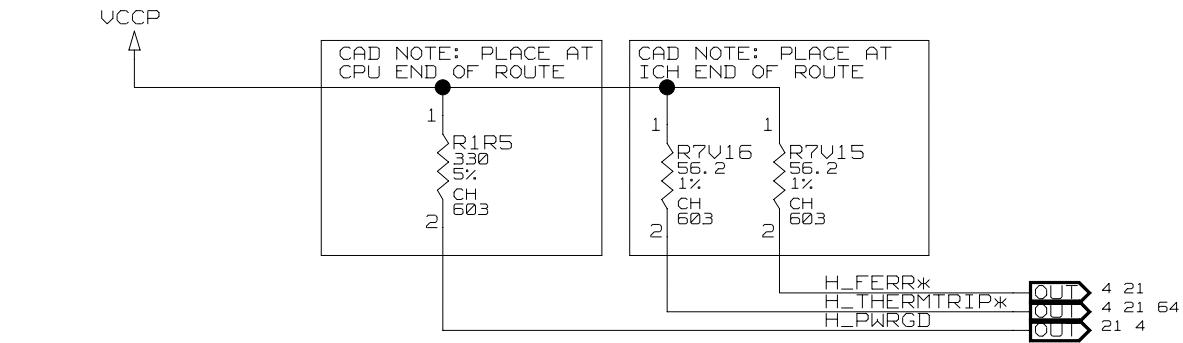 VCCP
CAD NOTE: PLACE AT
CPU END OF ROUTE
CAD NOTE: PLACE AT
ICH END OF ROUTE
1
R1R5
330
5%
CH
603
2
1
R7V16
56.2
1%
CH
603
2
1
R7V15
56.2
1%
CH
603
2
H_FERR* OUT 4 21
H_THERMTRIP* OUT 4 21 64
H_PWRGD OUT 21 4